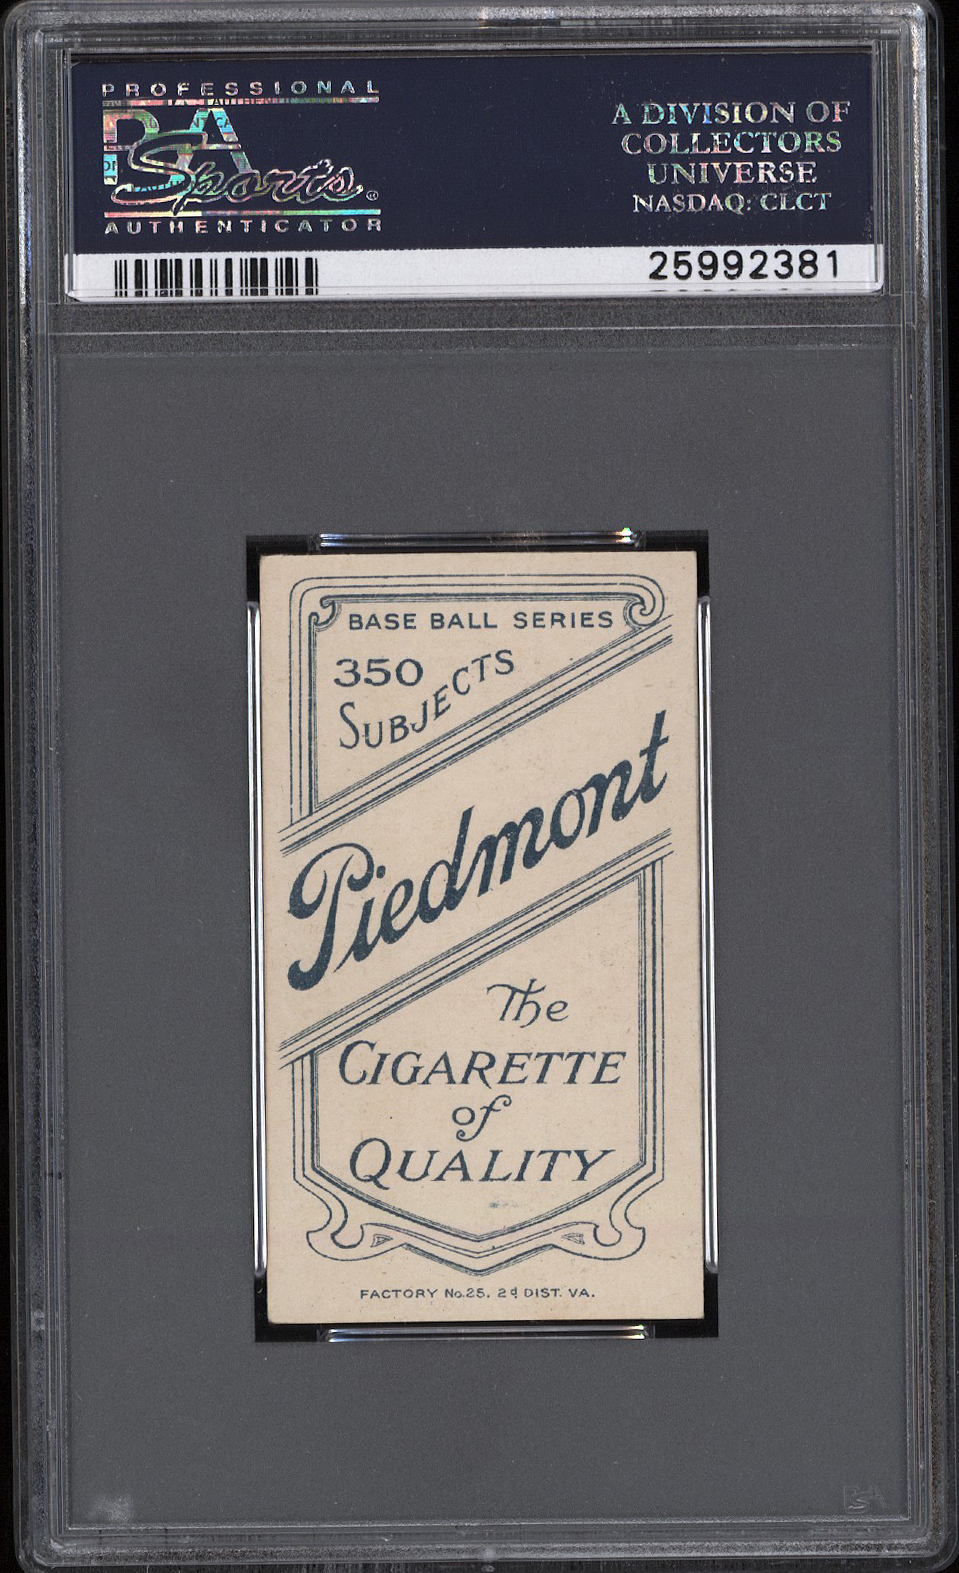 PROFESSIONAL
PSA
Sports
AUTHENTICATOR
A DIVISION OF
COLLECTORS
UNIVERSE
NASDAQ: CLCT
25992381
BASE BALL SERIES
350
SUBJECTS
Piedmont
The
CIGARETTE
of
QUALITY
FACTORY No.25. 2d DIST. VA.